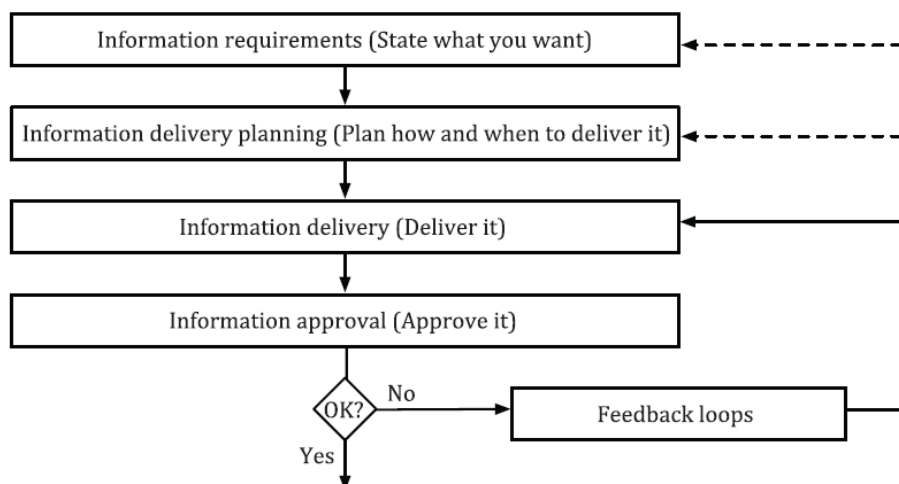 Information requirements (State what you want)
Information delivery planning (Plan how and when to deliver it)
Information delivery (Deliver it)
Information approval (Approve it)
OK?
No
Feedback loops
Yes